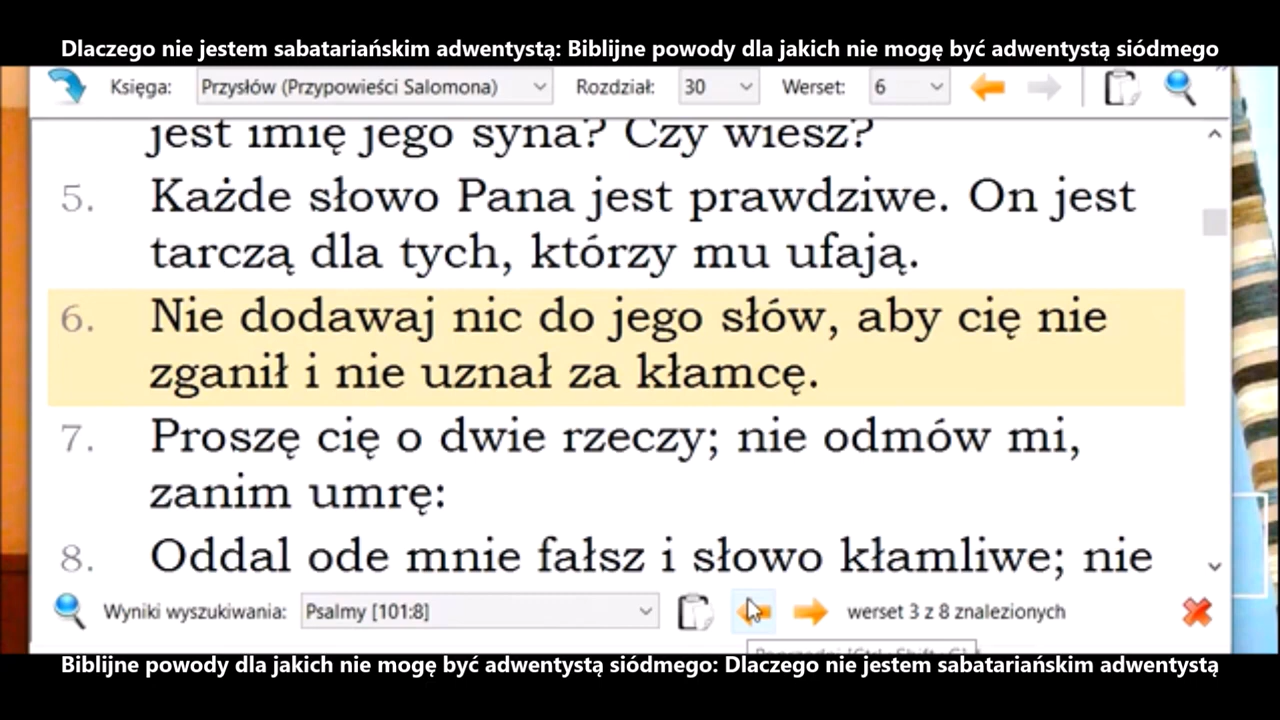 Dlaczego nie jestem sabatariańskim adwentystą: Biblijne powody dla jakich nie mogę być adwentystą siódmego
Księga: Przysłów (Przypowieści Salomona) Rozdział: 30 Werset: 6
jest imię jego syna? Czy wiesz?
5. Każde słowo Pana jest prawdziwe. On jest
tarczą dla tych, którzy mu ufają.
6. Nie dodawaj nic do jego słów, aby cię nie
zganił i nie uznał za kłamcę.
7. Proszę cię o dwie rzeczy; nie odmów mi,
zanim umrę:
8. Oddal ode mnie fałsz i słowo kłamliwe; nie
Wyniki wyszukiwania: Psalmy [101:8] werset 3 z 8 znalezionych
Biblijne powody dla jakich nie mogę być adwentystą siódmego: Dlaczego nie jestem sabatariańskim adwentystą